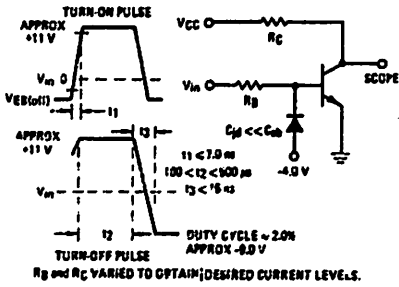 TURN-ON PULSE
APPROX
+11 V
Vin 0
VEB(off)
t1
VCC
RC
SCOPE
Vin
RB
Cjd << Ceb
-4.0 V
APPROX
+11 V
t3
Vin
t1 < 7.0 ns
100 < t2 < 500 µs
t3 < 15 ns
t2
DUTY CYCLE ≈ 2.0%
APPROX -9.0 V
TURN-OFF PULSE
RB and RC VARIED TO OBTAIN DESIRED CURRENT LEVELS.